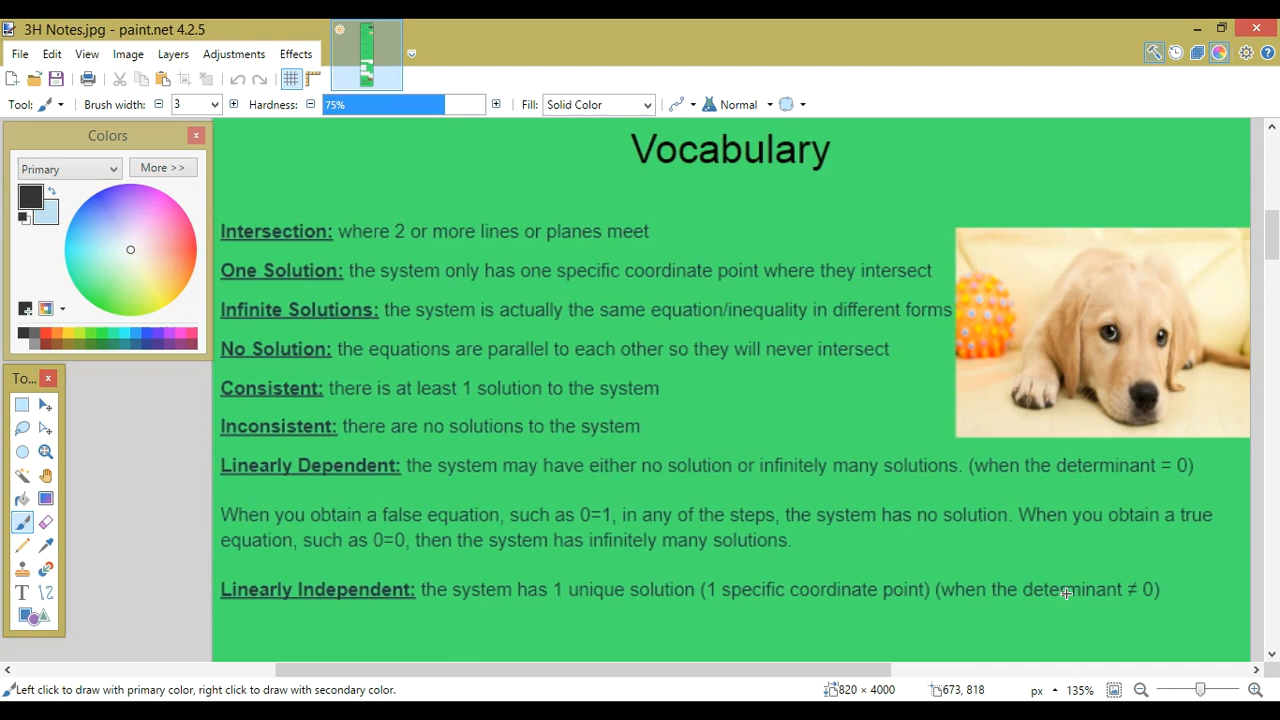 3H Notes.jpg - paint.net 4.2.5
File Edit View Image Layers Adjustments Effects
Tool: Brush width: 3 Hardness: 75% Fill: Solid Color Normal
Colors
Primary More >>
To...
Vocabulary
Intersection: where 2 or more lines or planes meet
One Solution: the system only has one specific coordinate point where they intersect
Infinite Solutions: the system is actually the same equation/inequality in different forms
No Solution: the equations are parallel to each other so they will never intersect
Consistent: there is at least 1 solution to the system
Inconsistent: there are no solutions to the system
Linearly Dependent: the system may have either no solution or infinitely many solutions. (when the determinant = 0)
When you obtain a false equation, such as 0=1, in any of the steps, the system has no solution. When you obtain a true
equation, such as 0=0, then the system has infinitely many solutions.
Linearly Independent: the system has 1 unique solution (1 specific coordinate point) (when the determinant ≠ 0)
Left click to draw with primary color, right click to draw with secondary color. 820 × 4000 673, 818 px 135%